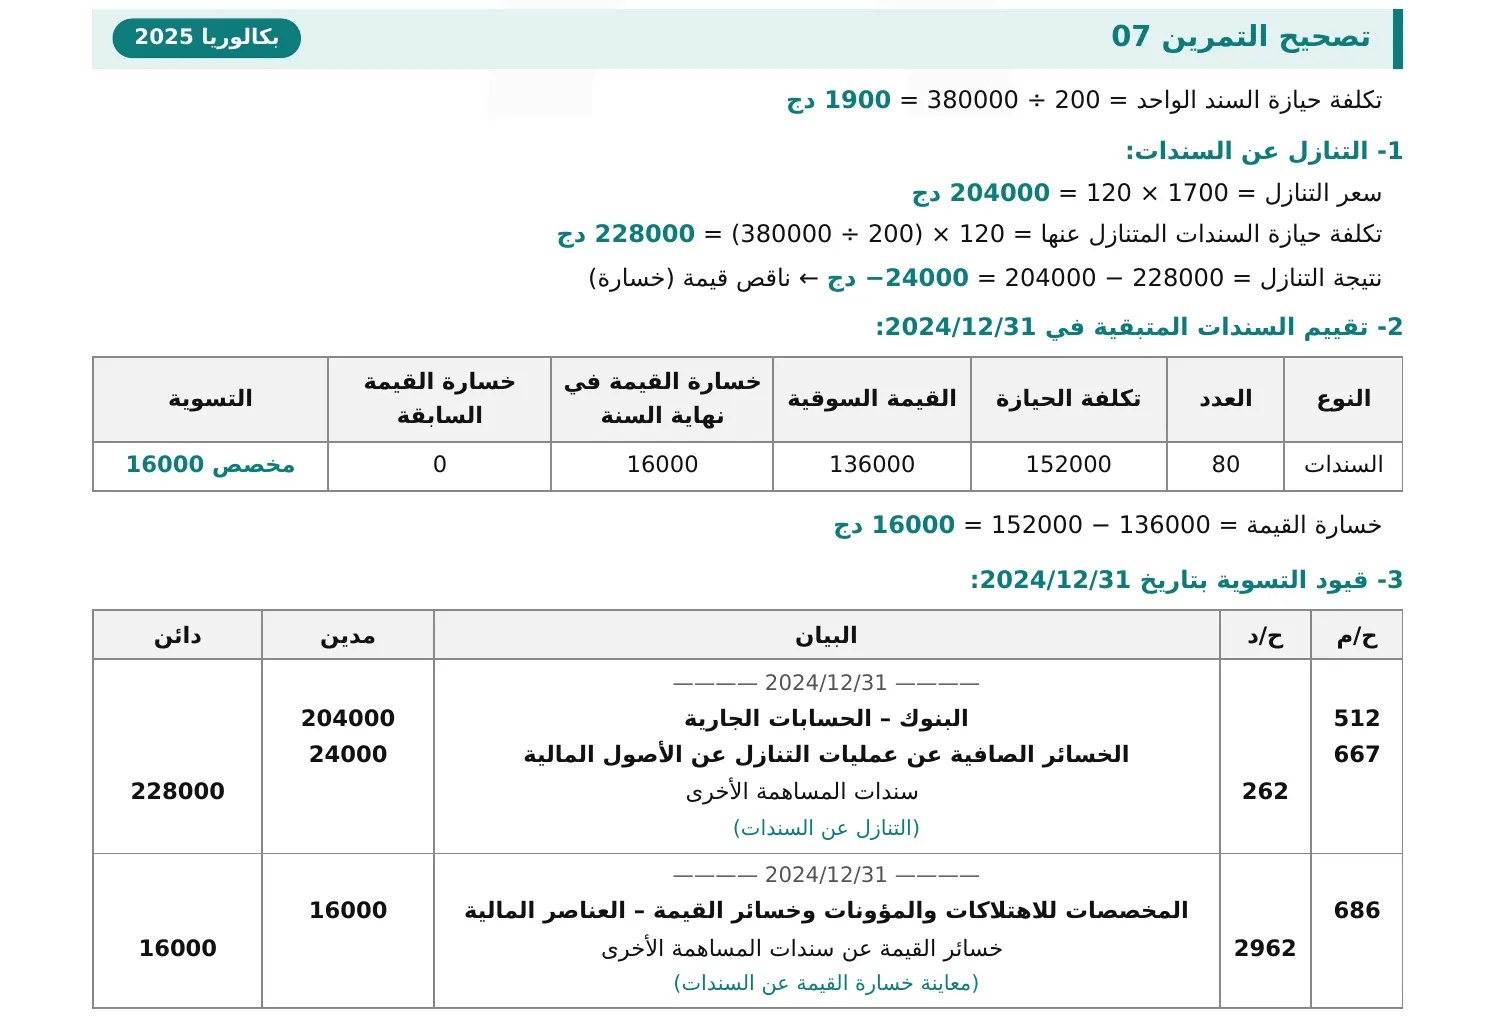 تصحيح التمرين 07
بكالوريا 2025
تكلفة حيازة السند الواحد = 200 ÷ 380000 = 1900 دج
1- التنازل عن السندات:
سعر التنازل = 1700 × 120 = 204000 دج
تكلفة حيازة السندات المتنازل عنها = 120 × (200 ÷ 380000) = 228000 دج
نتيجة التنازل = 228000 − 204000 = 24000− دج ← ناقص قيمة (خسارة)
2- تقييم السندات المتبقية في 2024/12/31:
النوع | العدد | تكلفة الحيازة | القيمة السوقية | خسارة القيمة في نهاية السنة | خسارة القيمة السابقة | التسوية
السندات | 80 | 152000 | 136000 | 16000 | 0 | مخصص 16000
خسارة القيمة = 136000 − 152000 = 16000 دج
3- قيود التسوية بتاريخ 2024/12/31:
ح/م | ح/د | البيان | مدين | دائن
———— 2024/12/31 ————
512 | البنوك – الحسابات الجارية | 204000
667 | الخسائر الصافية عن عمليات التنازل عن الأصول المالية | 24000
262 | سندات المساهمة الأخرى | 228000
(التنازل عن السندات)
———— 2024/12/31 ————
686 | المخصصات للاهتلاكات والمؤونات وخسائر القيمة – العناصر المالية | 16000
2962 | خسائر القيمة عن سندات المساهمة الأخرى | 16000
(معاينة خسارة القيمة عن السندات)